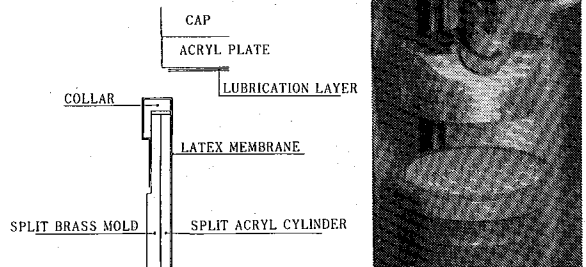 CAP
ACRYL PLATE
LUBRICATION LAYER
COLLAR
LATEX MEMBRANE
SPLIT BRASS MOLD
SPLIT ACRYL CYLINDER